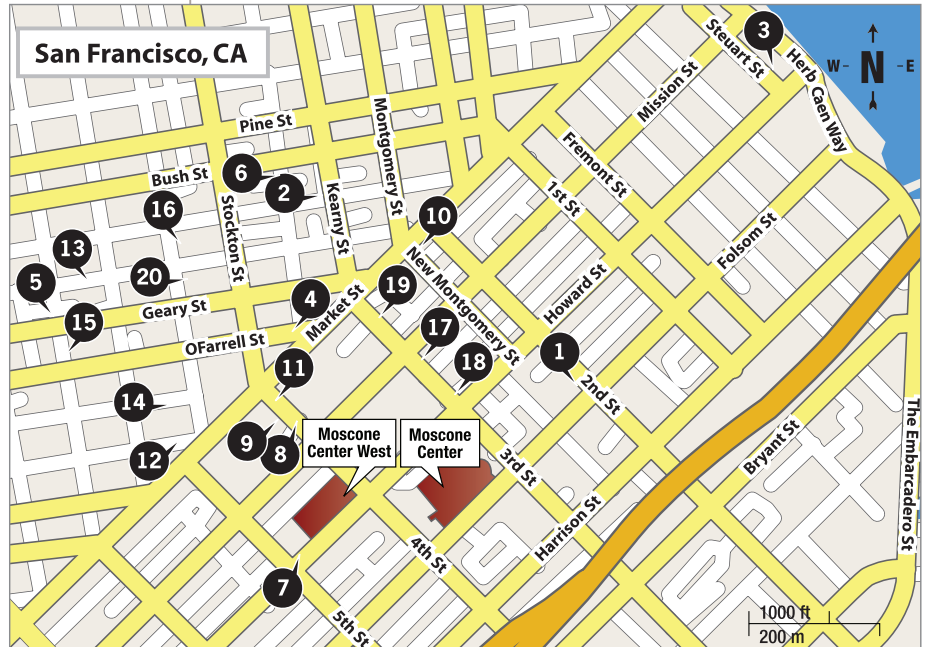 San Francisco, CA
3
Steuart St
Herb Caen Way
W- N -E
Mission St
Pine St
Montgomery St
Fremont St
Bush St
6
2
Kearny St
1st St
16
Stockton St
10
Folsom St
13
New Montgomery St
5
20
4
19
Howard St
Geary St
Market St
15
17
OFarrell St
18
1
11
2nd St
14
The Embarcadero St
9
8
Moscone
Center West
Moscone
Center
Bryant St
12
3rd St
Harrison St
4th St
7
5th St
1000 ft
200 m